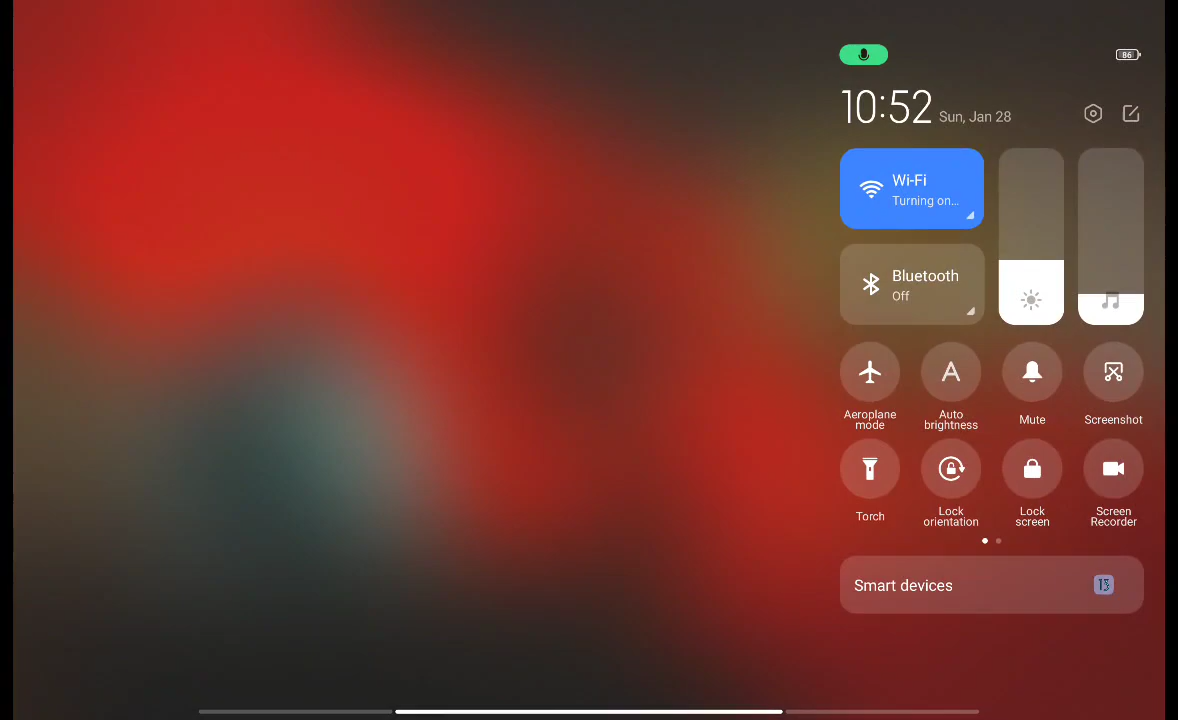 86
10:52 Sun, Jan 28
Wi-Fi
Turning on...
Bluetooth
Off
Aeroplane
mode
Auto
brightness
Mute
Screenshot
Torch
Lock
orientation
Lock
screen
Screen
Recorder
Smart devices